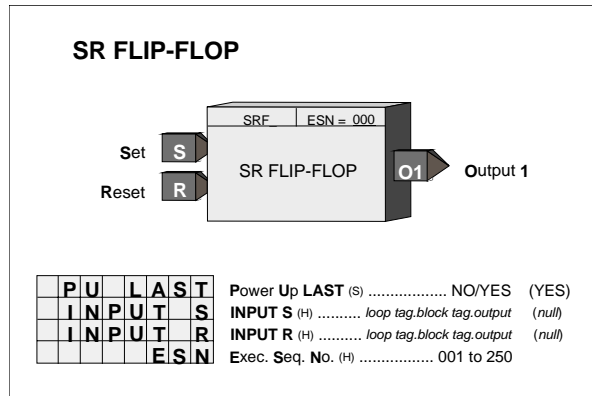 SR FLIP-FLOP
SRF_ ESN = 000
Set S
SR FLIP-FLOP
O1 Output 1
Reset R
PU LAST Power Up LAST (S) .................. NO/YES (YES)
INPUT S INPUT S (H) .......... loop tag.block tag.output (null)
INPUT R INPUT R (H) .......... loop tag.block tag.output (null)
ESN Exec. Seq. No. (H) ................. 001 to 250